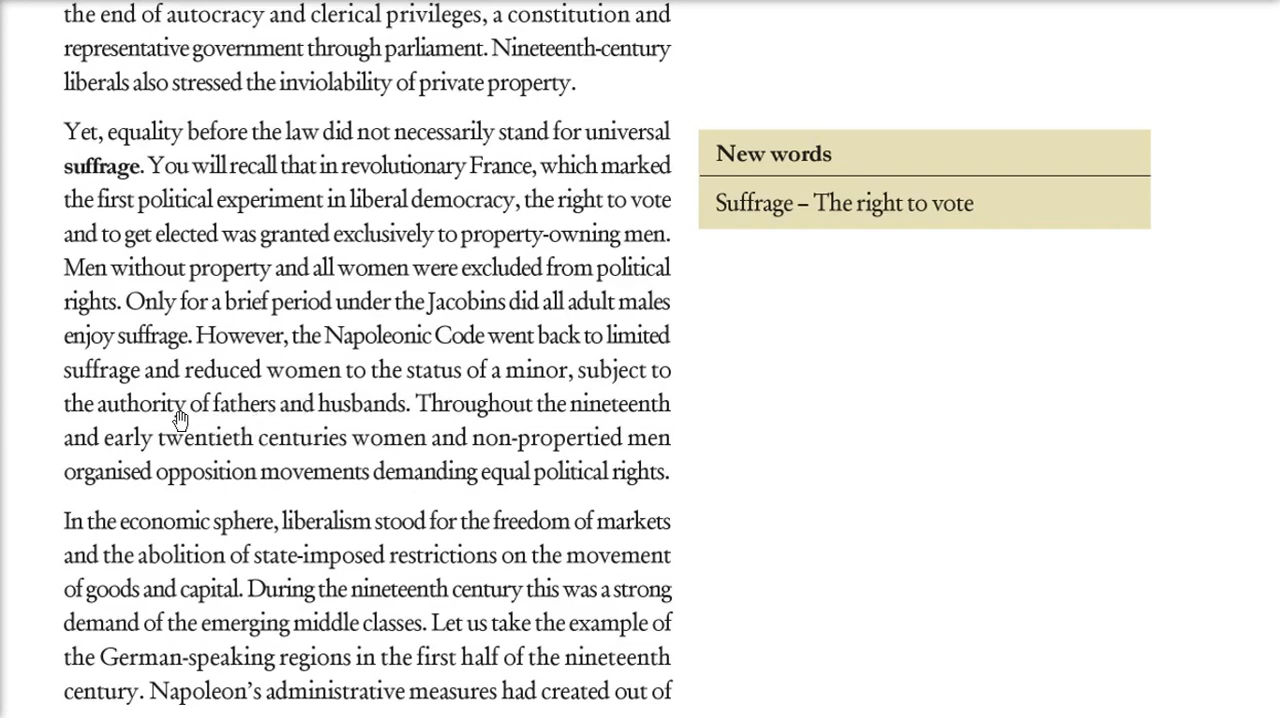 the end of autocracy and clerical privileges, a constitution and
representative government through parliament. Nineteenth-century
liberals also stressed the inviolability of private property.
Yet, equality before the law did not necessarily stand for universal
suffrage. You will recall that in revolutionary France, which marked
the first political experiment in liberal democracy, the right to vote
and to get elected was granted exclusively to property-owning men.
Men without property and all women were excluded from political
rights. Only for a brief period under the Jacobins did all adult males
enjoy suffrage. However, the Napoleonic Code went back to limited
suffrage and reduced women to the status of a minor, subject to
the authority of fathers and husbands. Throughout the nineteenth
and early twentieth centuries women and non-propertied men
organised opposition movements demanding equal political rights.
In the economic sphere, liberalism stood for the freedom of markets
and the abolition of state-imposed restrictions on the movement
of goods and capital. During the nineteenth century this was a strong
demand of the emerging middle classes. Let us take the example of
the German-speaking regions in the first half of the nineteenth
century. Napoleon’s administrative measures had created out of
New words
Suffrage – The right to vote